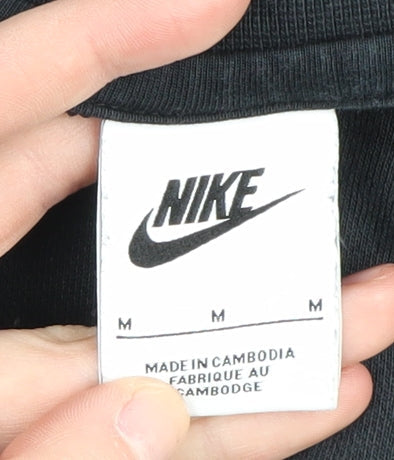 NIKE
M M M
MADE IN CAMBODIA
FABRIQUE AU
CAMBODGE